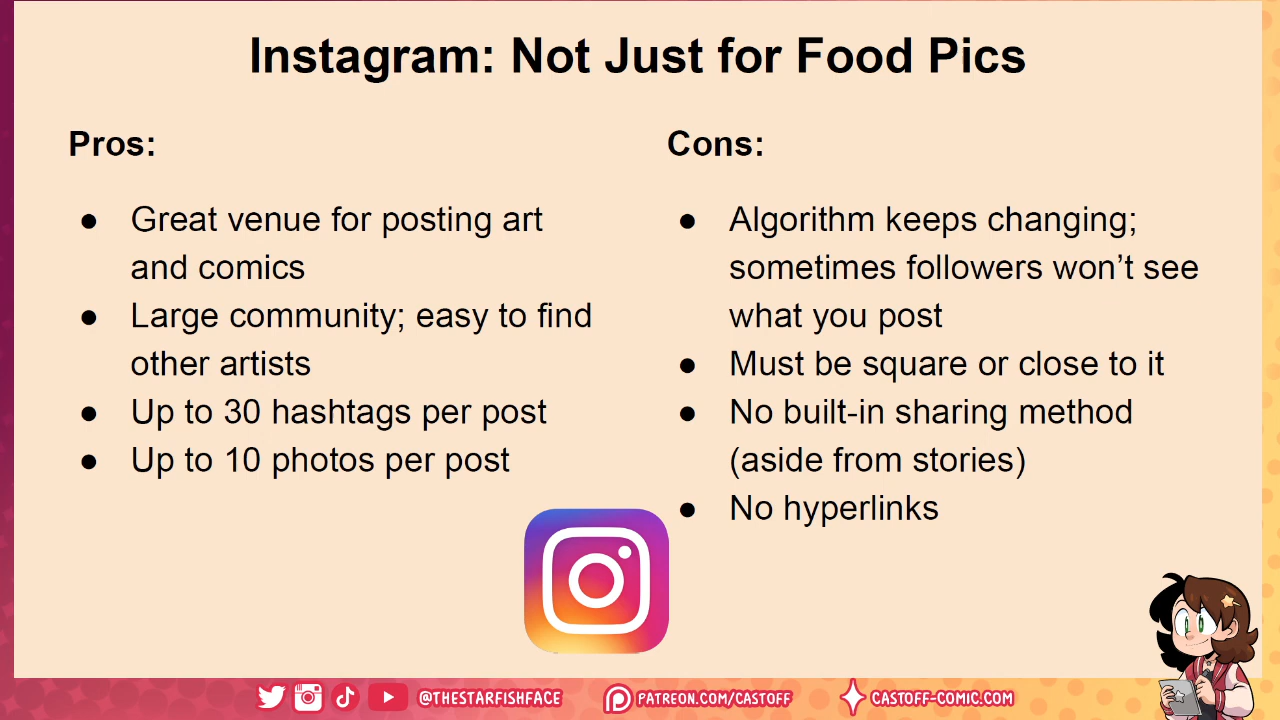 Instagram: Not Just for Food Pics
Pros:
● Great venue for posting art
and comics
● Large community; easy to find
other artists
● Up to 30 hashtags per post
● Up to 10 photos per post
Cons:
● Algorithm keeps changing;
sometimes followers won’t see
what you post
● Must be square or close to it
● No built-in sharing method
(aside from stories)
● No hyperlinks
@THESTARFISHFACE
PATREON.COM/CASTOFF
CASTOFF-COMIC.COM